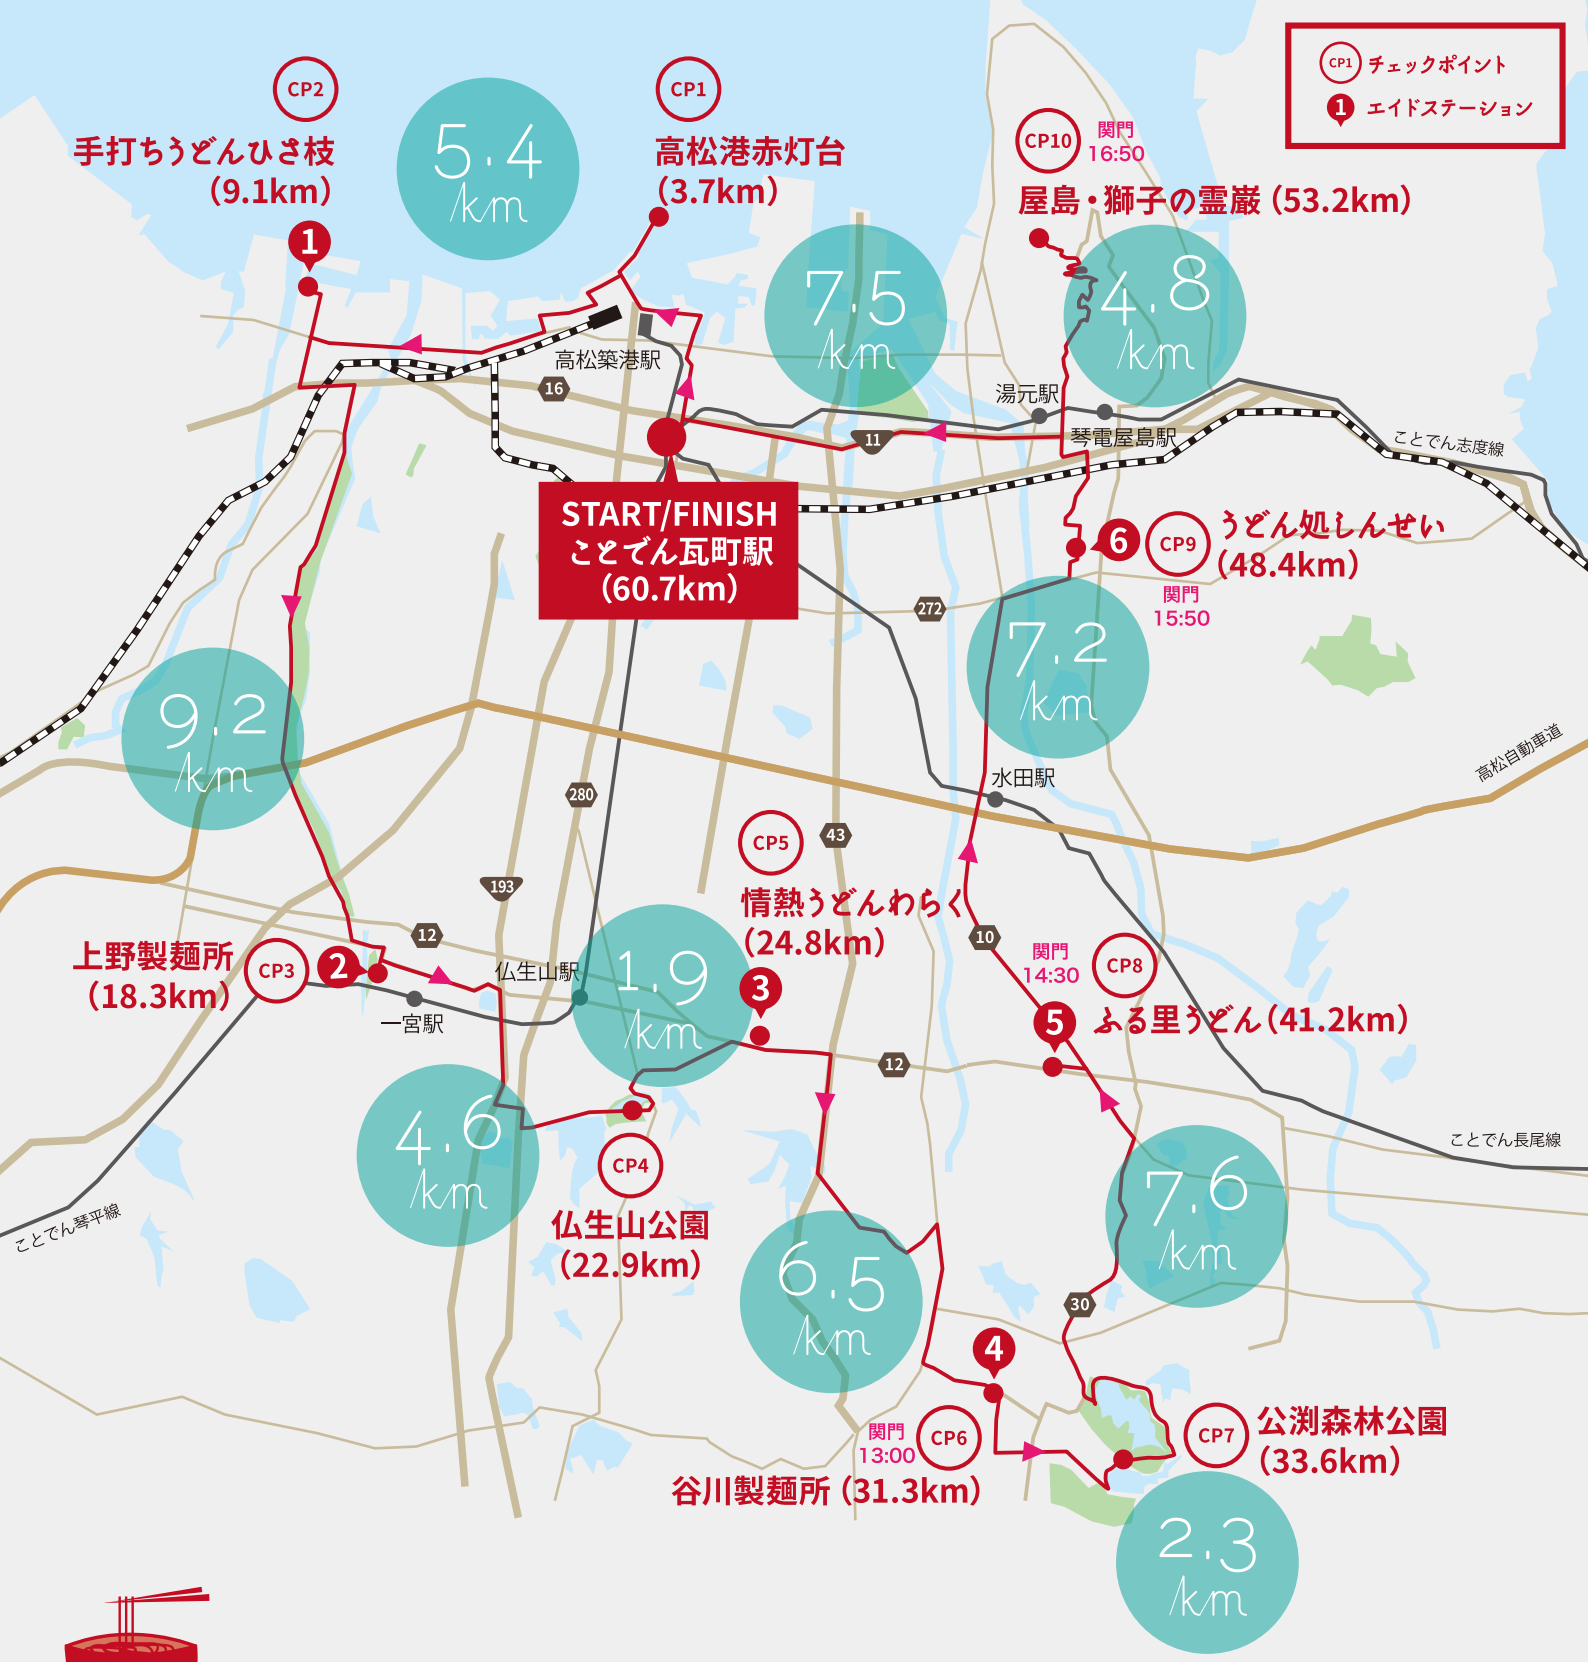 CP1 チェックポイント
1 エイドステーション
CP2
手打ちうどんひさ枝
(9.1km)
1
5.4
km
CP1
高松港赤灯台
(3.7km)
CP10
関門
16:50
屋島・獅子の霊巌 (53.2km)
7.5
km
4.8
km
高松築港駅
16
湯元駅
11
琴電屋島駅
ことでん志度線
START/FINISH
ことでん瓦町駅
(60.7km)
6
CP9
うどん処しんせい
(48.4km)
関門
15:50
272
7.2
km
9.2
km
高松自動車道
水田駅
280
43
CP5
情熱うどんわらく
(24.8km)
193
12
10
上野製麺所
(18.3km)
CP3
2
一宮駅
仏生山駅
1.9
km
3
関門
14:30
CP8
5
ふる里うどん (41.2km)
12
4.6
km
CP4
仏生山公園
(22.9km)
ことでん琴平線
ことでん長尾線
7.6
km
6.5
km
30
4
関門
13:00
CP6
谷川製麺所 (31.3km)
CP7
公渕森林公園
(33.6km)
2.3
km